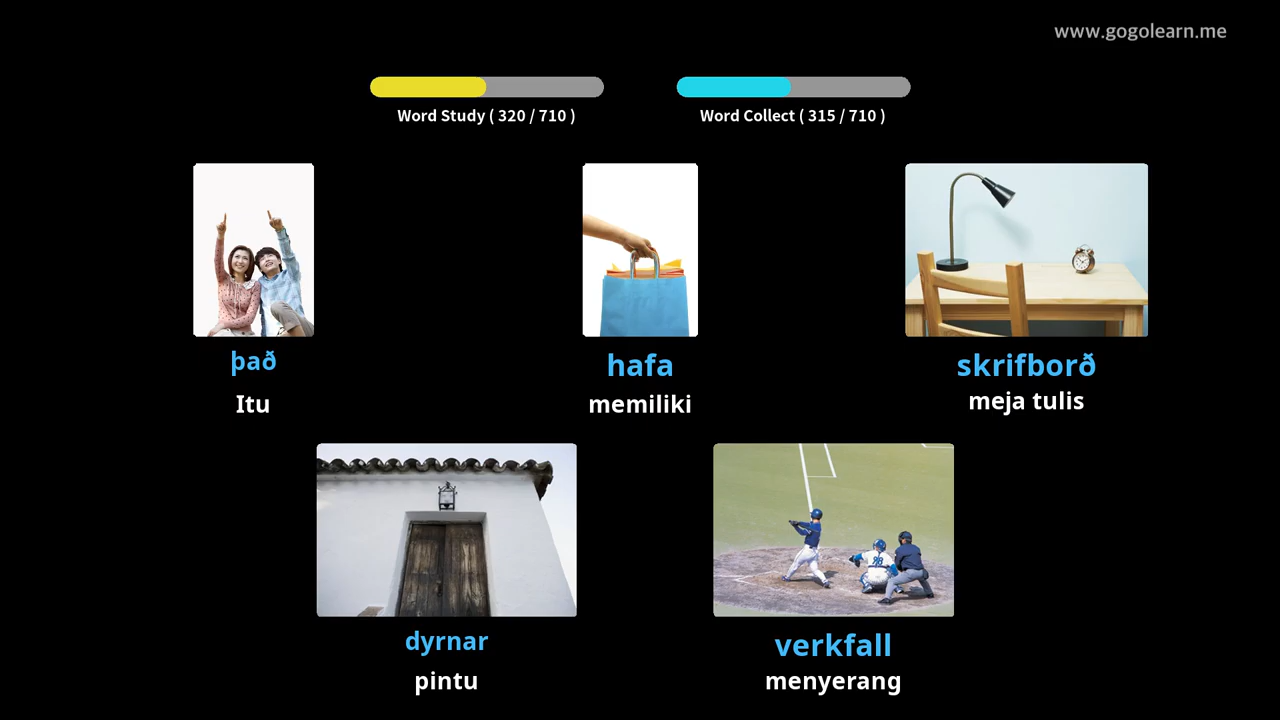 www.gogolearn.me
Word Study ( 320 / 710 )
Word Collect ( 315 / 710 )
það
Itu
hafa
memiliki
skrifborð
meja tulis
dyrnar
pintu
verkfall
menyerang